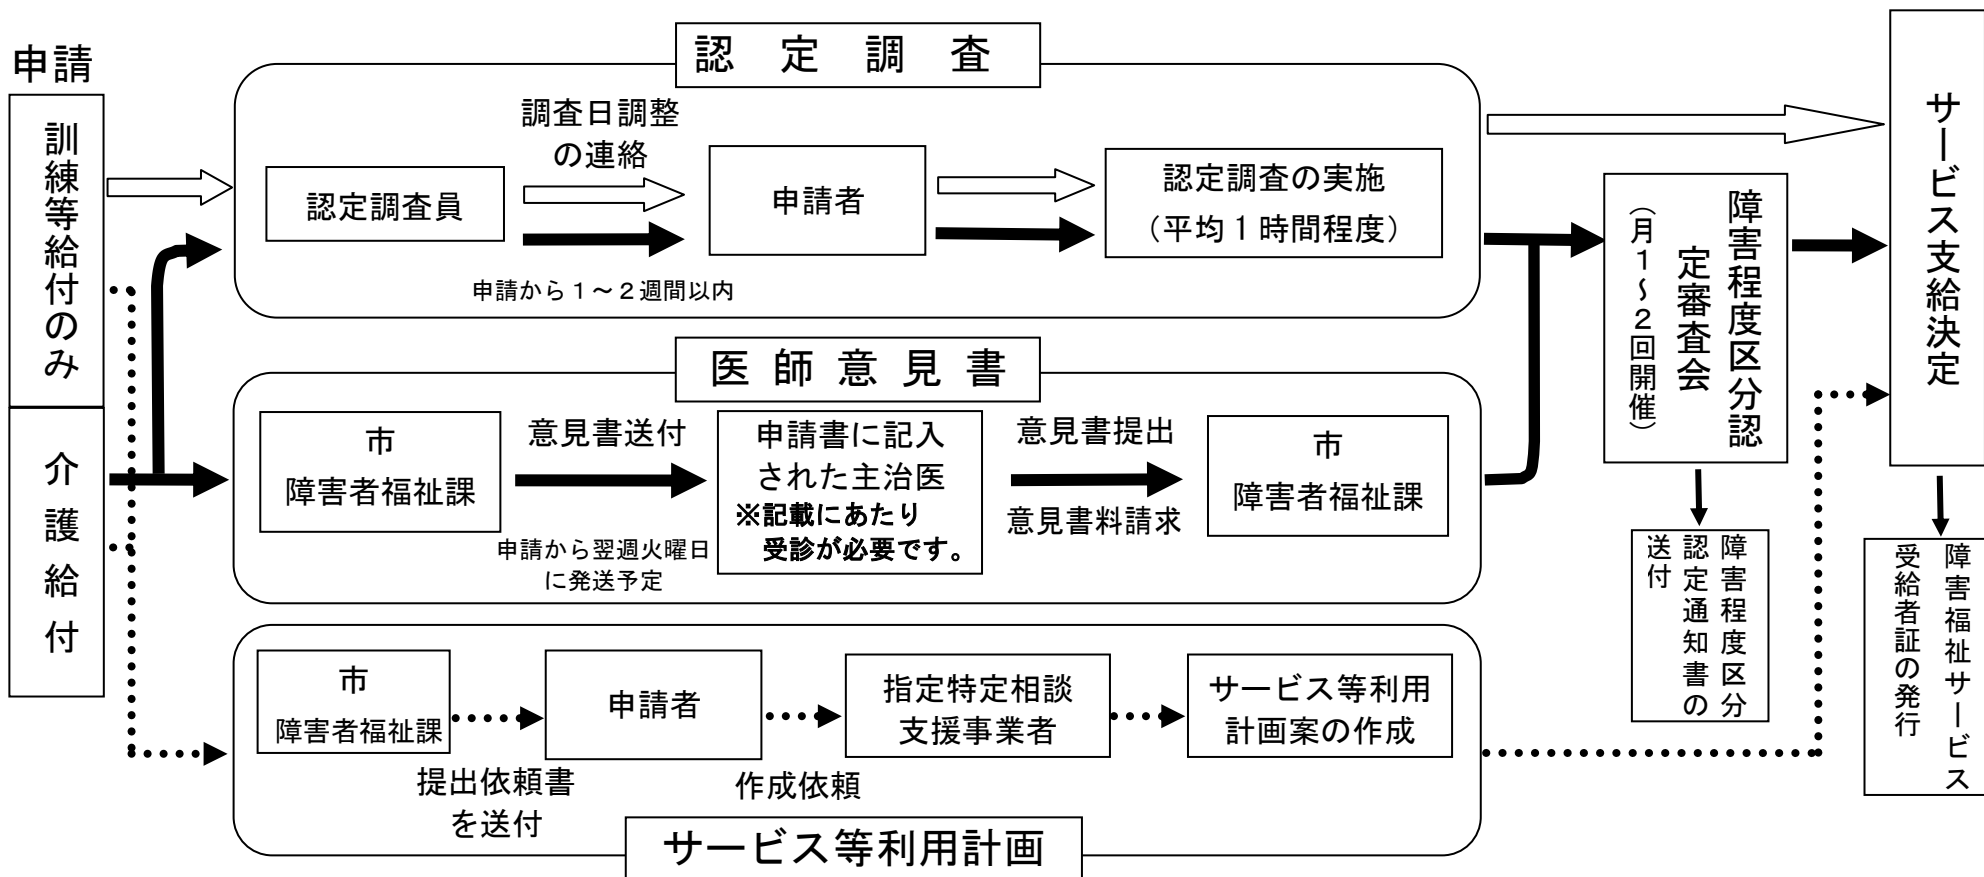 申請
訓練等給付のみ
介護給付
認定調査
認定調査員
調査日調整
の連絡
申請から１～２週間以内
申請者
認定調査の実施
（平均１時間程度）
医師意見書
市
障害者福祉課
意見書送付
申請から翌週火曜日
に発送予定
申請書に記入
された主治医
※記載にあたり
受診が必要です。
意見書提出
意見書料請求
市
障害者福祉課
市
障害者福祉課
提出依頼書
を送付
申請者
作成依頼
指定特定相談
支援事業者
サービス等利用
計画案の作成
サービス等利用計画
障害程度区分認
定審査会
（月１～２回開催）
障害程度区分
認定通知書の
送付
サービス支給決定
障害福祉サービス
受給者証の発行